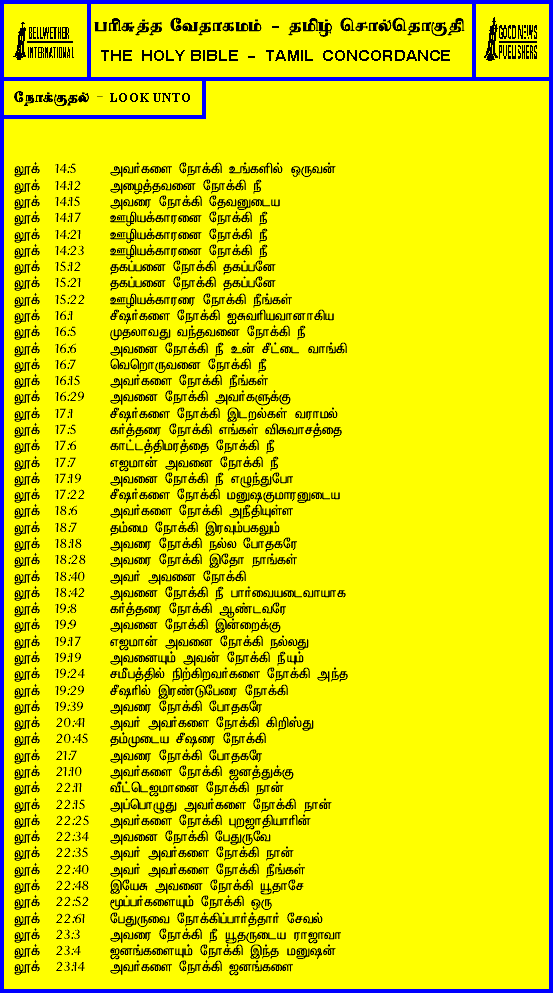 BELLWETHER INTERNATIONAL
பரிசுத்த வேதாகமம் - தமிழ் சொல்தொகுதி
THE HOLY BIBLE - TAMIL CONCORDANCE
GOOD NEWS PUBLISHERS
நோக்குதல் - LOOK UNTO
லூக் 14:5 அவர்களை நோக்கி உங்களில் ஒருவன்
லூக் 14:12 அழைத்தவனை நோக்கி நீ
லூக் 14:15 அவரை நோக்கி தேவனுடைய
லூக் 14:17 ஊழியக்காரனை நோக்கி நீ
லூக் 14:21 ஊழியக்காரனை நோக்கி நீ
லூக் 14:23 ஊழியக்காரனை நோக்கி நீ
லூக் 15:12 தகப்பனை நோக்கி தகப்பனே
லூக் 15:21 தகப்பனை நோக்கி தகப்பனே
லூக் 15:22 ஊழியக்காரரை நோக்கி நீங்கள்
லூக் 16:1 சீஷர்களை நோக்கி ஐசுவரியவானாகிய
லூக் 16:5 முதலாவது வந்தவனை நோக்கி நீ
லூக் 16:6 அவனை நோக்கி நீ உன் சீட்டை வாங்கி
லூக் 16:7 வெறொருவனை நோக்கி நீ
லூக் 16:15 அவர்களை நோக்கி நீங்கள்
லூக் 16:29 அவனை நோக்கி அவர்களுக்கு
லூக் 17:1 சீஷர்களை நோக்கி இடறல்கள் வராமல்
லூக் 17:5 கர்த்தரை நோக்கி எங்கள் விசுவாசத்தை
லூக் 17:6 காட்டத்திமரத்தை நோக்கி நீ
லூக் 17:7 எஜமான் அவனை நோக்கி நீ
லூக் 17:19 அவனை நோக்கி நீ எழுந்துபோ
லூக் 17:22 சீஷர்களை நோக்கி மனுஷகுமாரனுடைய
லூக் 18:6 அவர்களை நோக்கி அநீதியுள்ள
லூக் 18:7 தம்மை நோக்கி இரவும்பகலும்
லூக் 18:18 அவரை நோக்கி நல்ல போதகரே
லூக் 18:28 அவரை நோக்கி இதோ நாங்கள்
லூக் 18:40 அவர் அவனை நோக்கி
லூக் 18:42 அவனை நோக்கி நீ பார்வையடைவாயாக
லூக் 19:8 கர்த்தரை நோக்கி ஆண்டவரே
லூக் 19:9 அவனை நோக்கி இன்றைக்கு
லூக் 19:17 எஜமான் அவனை நோக்கி நல்லது
லூக் 19:19 அவனையும் அவன் நோக்கி நீயும்
லூக் 19:24 சமீபத்தில் நிற்கிறவர்களை நோக்கி அந்த
லூக் 19:29 சீஷரில் இரண்டுபேரை நோக்கி
லூக் 19:39 அவரை நோக்கி போதகரே
லூக் 20:41 அவர் அவர்களை நோக்கி கிறிஸ்து
லூக் 20:45 தம்முடைய சீஷரை நோக்கி
லூக் 21:7 அவரை நோக்கி போதகரே
லூக் 21:10 அவர்களை நோக்கி ஜனத்துக்கு
லூக் 22:11 வீட்டெஜமானை நோக்கி நான்
லூக் 22:15 அப்பொழுது அவர்களை நோக்கி நான்
லூக் 22:25 அவர்களை நோக்கி புறஜாதியாரின்
லூக் 22:34 அவனை நோக்கி பேதுருவே
லூக் 22:35 அவர் அவர்களை நோக்கி நான்
லூக் 22:40 அவர் அவர்களை நோக்கி நீங்கள்
லூக் 22:48 இயேசு அவனை நோக்கி யூதாசே
லூக் 22:52 மூப்பர்களையும் நோக்கி ஒரு
லூக் 22:61 பேதுருவை நோக்கிப்பார்த்தார் சேவல்
லூக் 23:3 அவரை நோக்கி நீ யூதருடைய ராஜாவா
லூக் 23:4 ஜனங்களையும் நோக்கி இந்த மனுஷன்
லூக் 23:14 அவர்களை நோக்கி ஜனங்களை